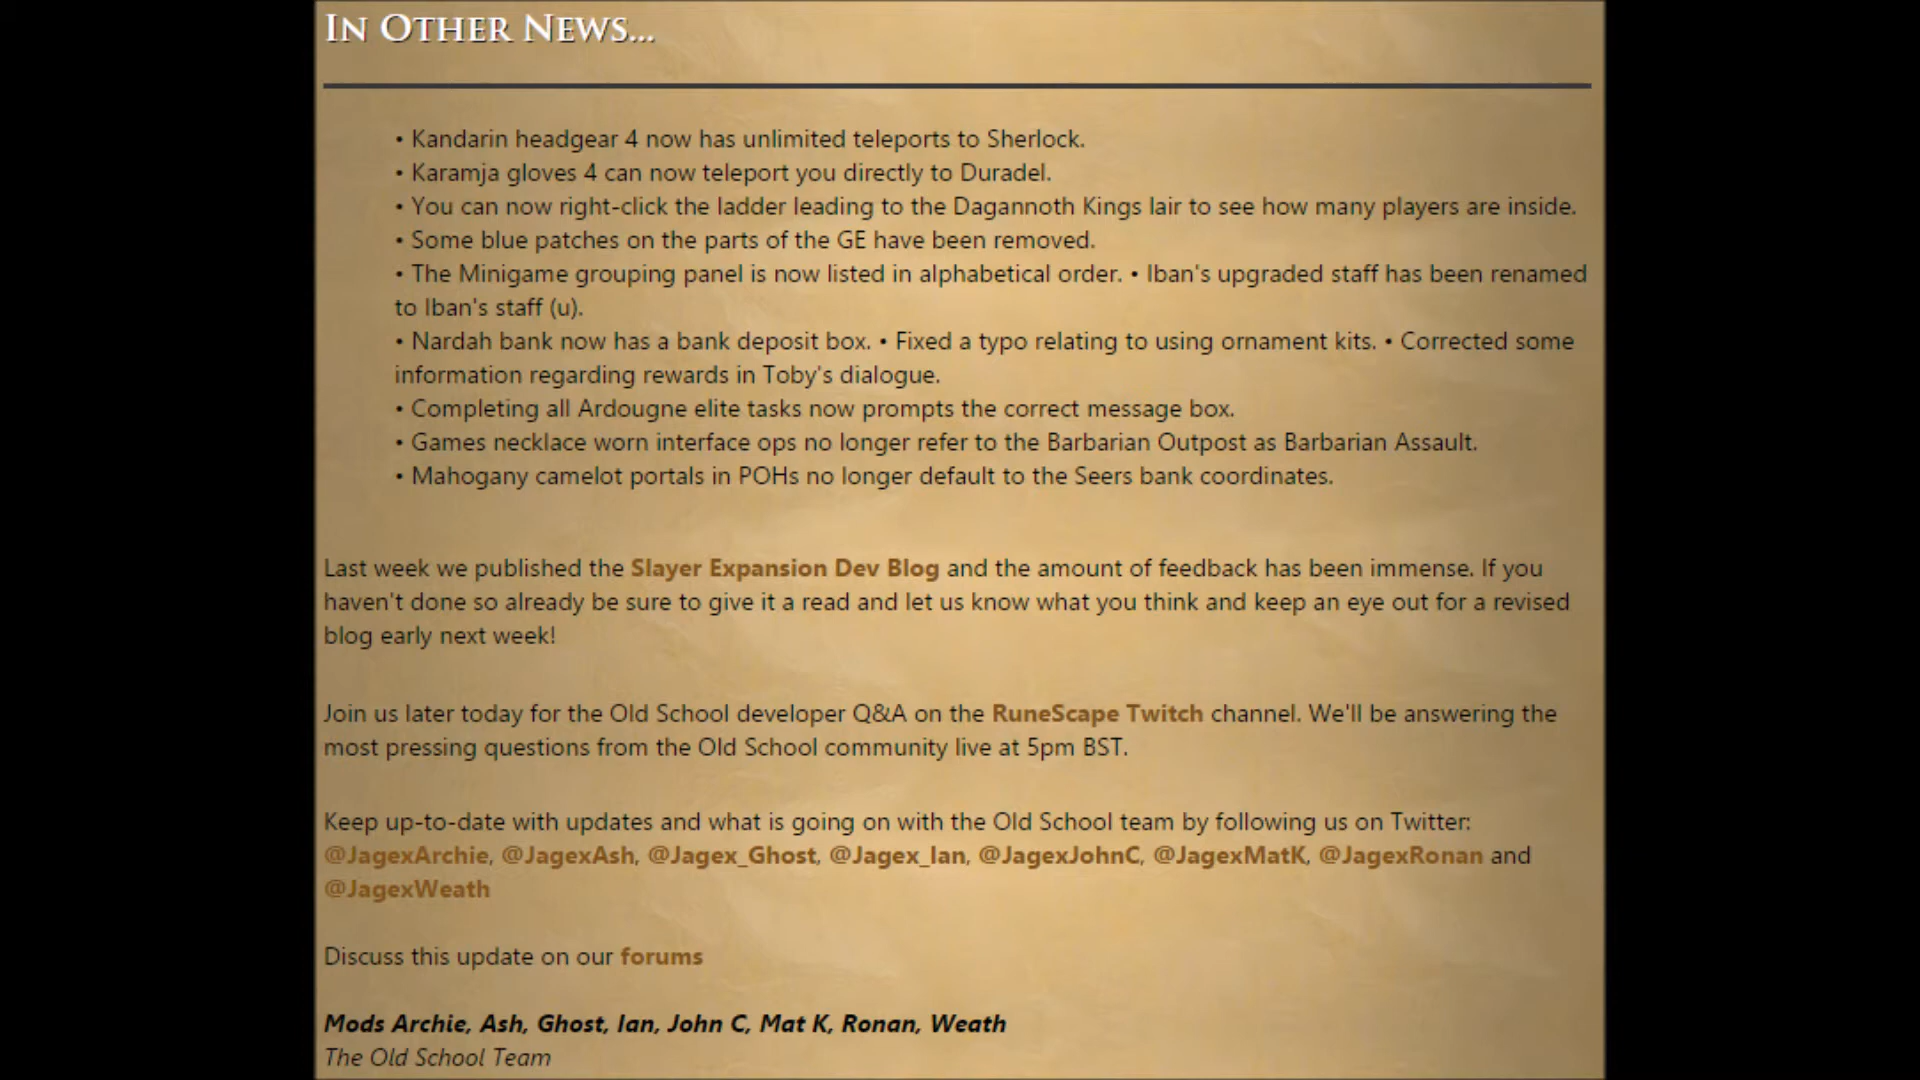 In Other News...
• Kandarin headgear 4 now has unlimited teleports to Sherlock.
• Karamja gloves 4 can now teleport you directly to Duradel.
• You can now right-click the ladder leading to the Dagannoth Kings lair to see how many players are inside.
• Some blue patches on the parts of the GE have been removed.
• The Minigame grouping panel is now listed in alphabetical order. • Iban's upgraded staff has been renamed
to Iban's staff (u).
• Nardah bank now has a bank deposit box. • Fixed a typo relating to using ornament kits. • Corrected some
information regarding rewards in Toby's dialogue.
• Completing all Ardougne elite tasks now prompts the correct message box.
• Games necklace worn interface ops no longer refer to the Barbarian Outpost as Barbarian Assault.
• Mahogany camelot portals in POHs no longer default to the Seers bank coordinates.
Last week we published the Slayer Expansion Dev Blog and the amount of feedback has been immense. If you
haven't done so already be sure to give it a read and let us know what you think and keep an eye out for a revised
blog early next week!
Join us later today for the Old School developer Q&A on the RuneScape Twitch channel. We'll be answering the
most pressing questions from the Old School community live at 5pm BST.
Keep up-to-date with updates and what is going on with the Old School team by following us on Twitter:
@JagexArchie, @JagexAsh, @Jagex_Ghost, @Jagex_Ian, @JagexJohnC, @JagexMatK, @JagexRonan and
@JagexWeath
Discuss this update on our forums
Mods Archie, Ash, Ghost, Ian, John C, Mat K, Ronan, Weath
The Old School Team